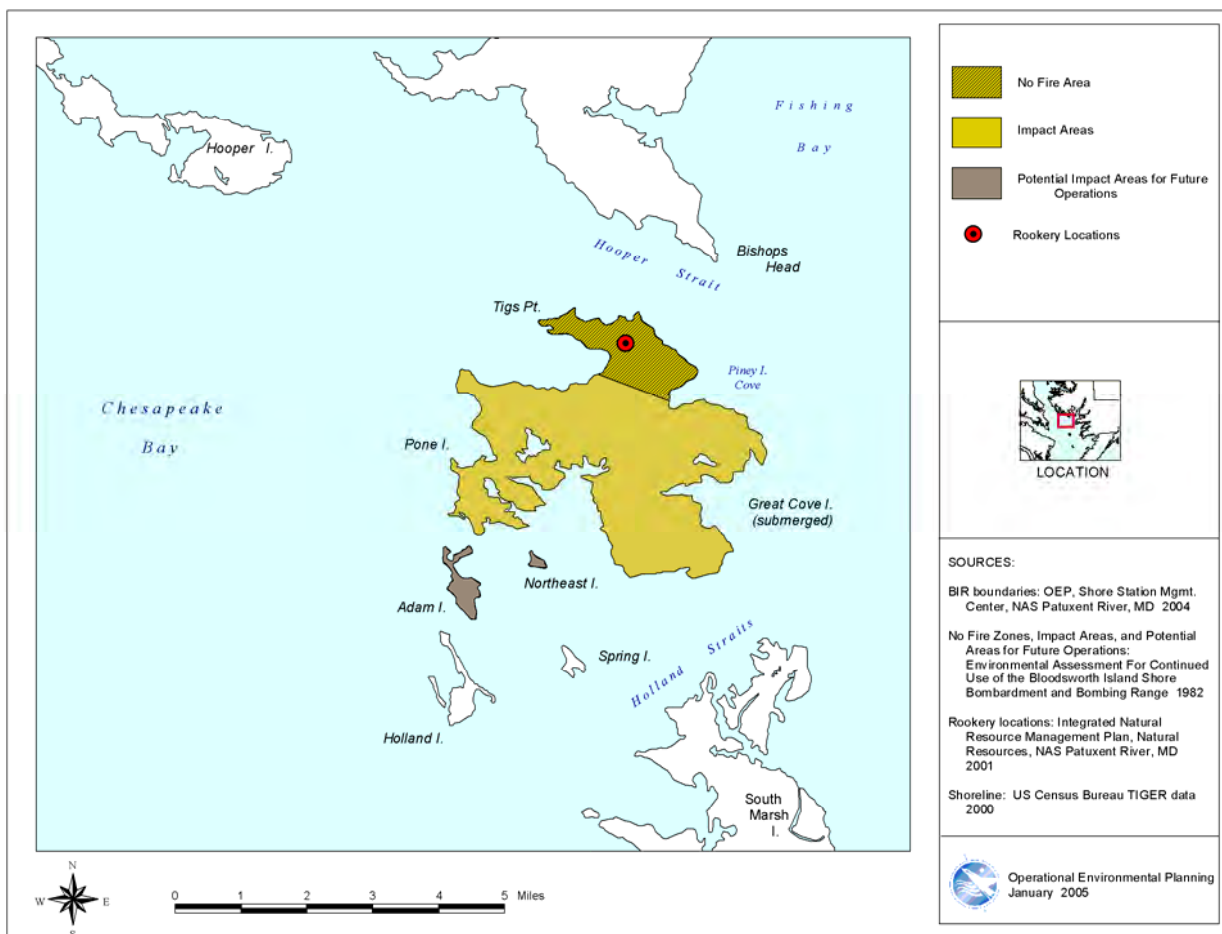 Hooper I.
Fishing
Bay
Hooper Strait
Bishops
Head
Tigs Pt.
Piney I.
Cove
Chesapeake
Bay
Pone I.
Great Cove I.
(submerged)
Northeast I.
Adam I.
Spring I.
Holland Straits
Holland I.
South
Marsh
I.
N
W
E
S
0 1 2 3 4 5 Miles
No Fire Area
Impact Areas
Potential Impact Areas for Future
Operations
Rookery Locations
LOCATION
SOURCES:
BIR boundaries: OEP, Shore Station Mgmt.
Center, NAS Patuxent River, MD 2004
No Fire Zones, Impact Areas, and Potential
Areas for Future Operations:
Environmental Assessment For Continued
Use of the Bloodsworth Island Shore
Bombardment and Bombing Range 1982
Rookery locations: Integrated Natural
Resource Management Plan, Natural
Resources, NAS Patuxent River, MD
2001
Shoreline: US Census Bureau TIGER data
2000
Operational Environmental Planning
January 2005